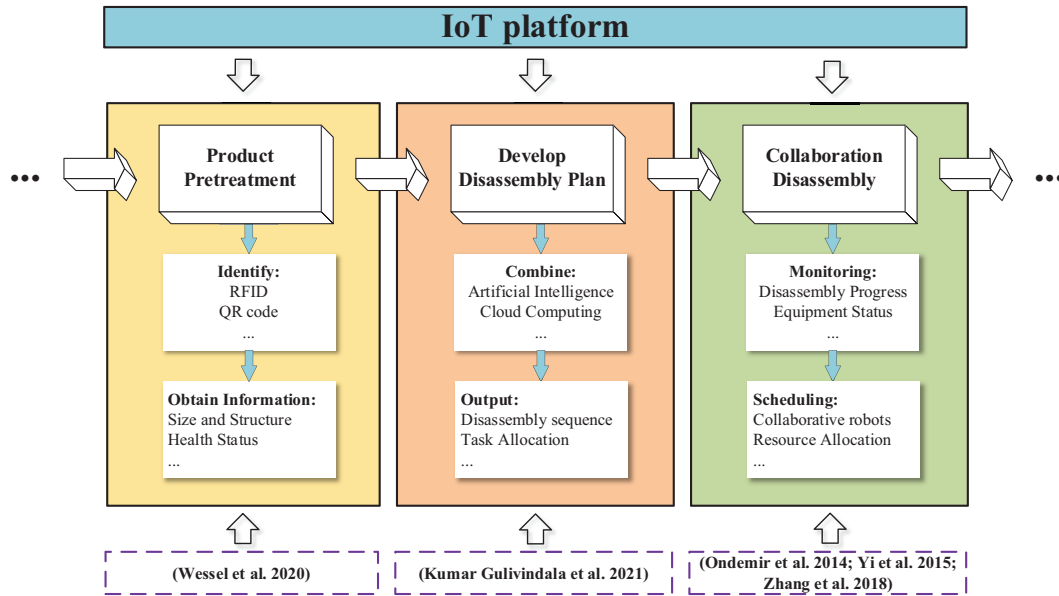 IoT platform
...
Product
Pretreatment
Identify:
RFID
QR code
...
Obtain Information:
Size and Structure
Health Status
...
(Wessel et al. 2020)
Develop
Disassembly Plan
Combine:
Artificial Intelligence
Cloud Computing
...
Output:
Disassembly sequence
Task Allocation
...
(Kumar Gulivindala et al. 2021)
Collaboration
Disassembly
Monitoring:
Disassembly Progress
Equipment Status
...
Scheduling:
Collaborative robots
Resource Allocation
...
(Ondemir et al. 2014; Yi et al. 2015;
Zhang et al. 2018)
...